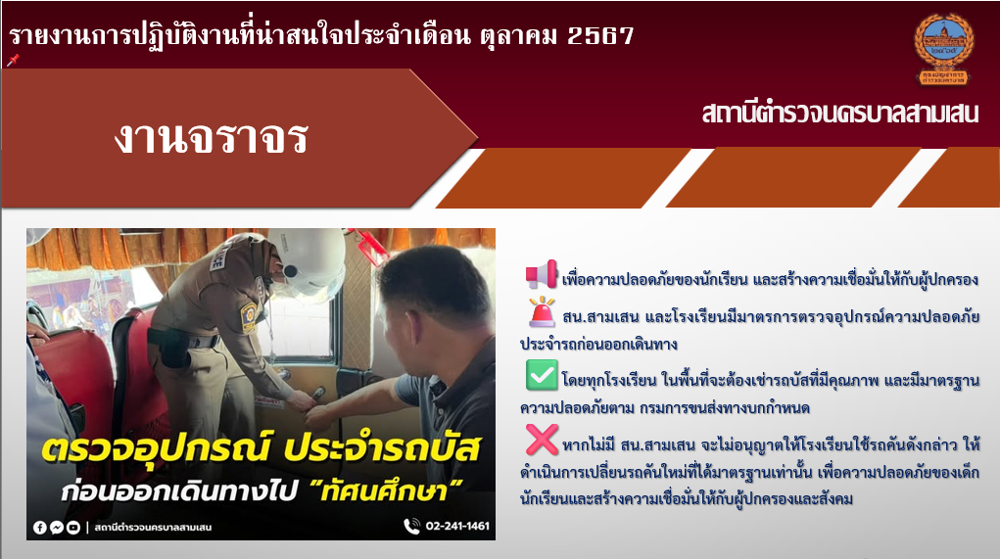 รายงานการปฏิบัติงานที่น่าสนใจประจำเดือน ตุลาคม 2567
สถานีตำรวจนครบาลสามเสน
งานจราจร
ตรวจอุปกรณ์ ประจำรถบัส
ก่อนออกเดินทางไป “ทัศนศึกษา”
สถานีตำรวจนครบาลสามเสน
02-241-1461
เพื่อความปลอดภัยของนักเรียน และสร้างความเชื่อมั่นให้กับผู้ปกครอง
สน.สามเสน และโรงเรียนมีมาตรการตรวจอุปกรณ์ความปลอดภัย
ประจำรถก่อนออกเดินทาง
โดยทุกโรงเรียน ในพื้นที่จะต้องเช่ารถบัสที่มีคุณภาพ และมีมาตรฐาน
ความปลอดภัยตาม กรมการขนส่งทางบกกำหนด
หากไม่มี สน.สามเสน จะไม่อนุญาตให้โรงเรียนใช้รถคันดังกล่าว ให้
ดำเนินการเปลี่ยนรถคันใหม่ที่ได้มาตรฐานเท่านั้น เพื่อความปลอดภัยของเด็ก
นักเรียนและสร้างความเชื่อมั่นให้กับผู้ปกครองและสังคม